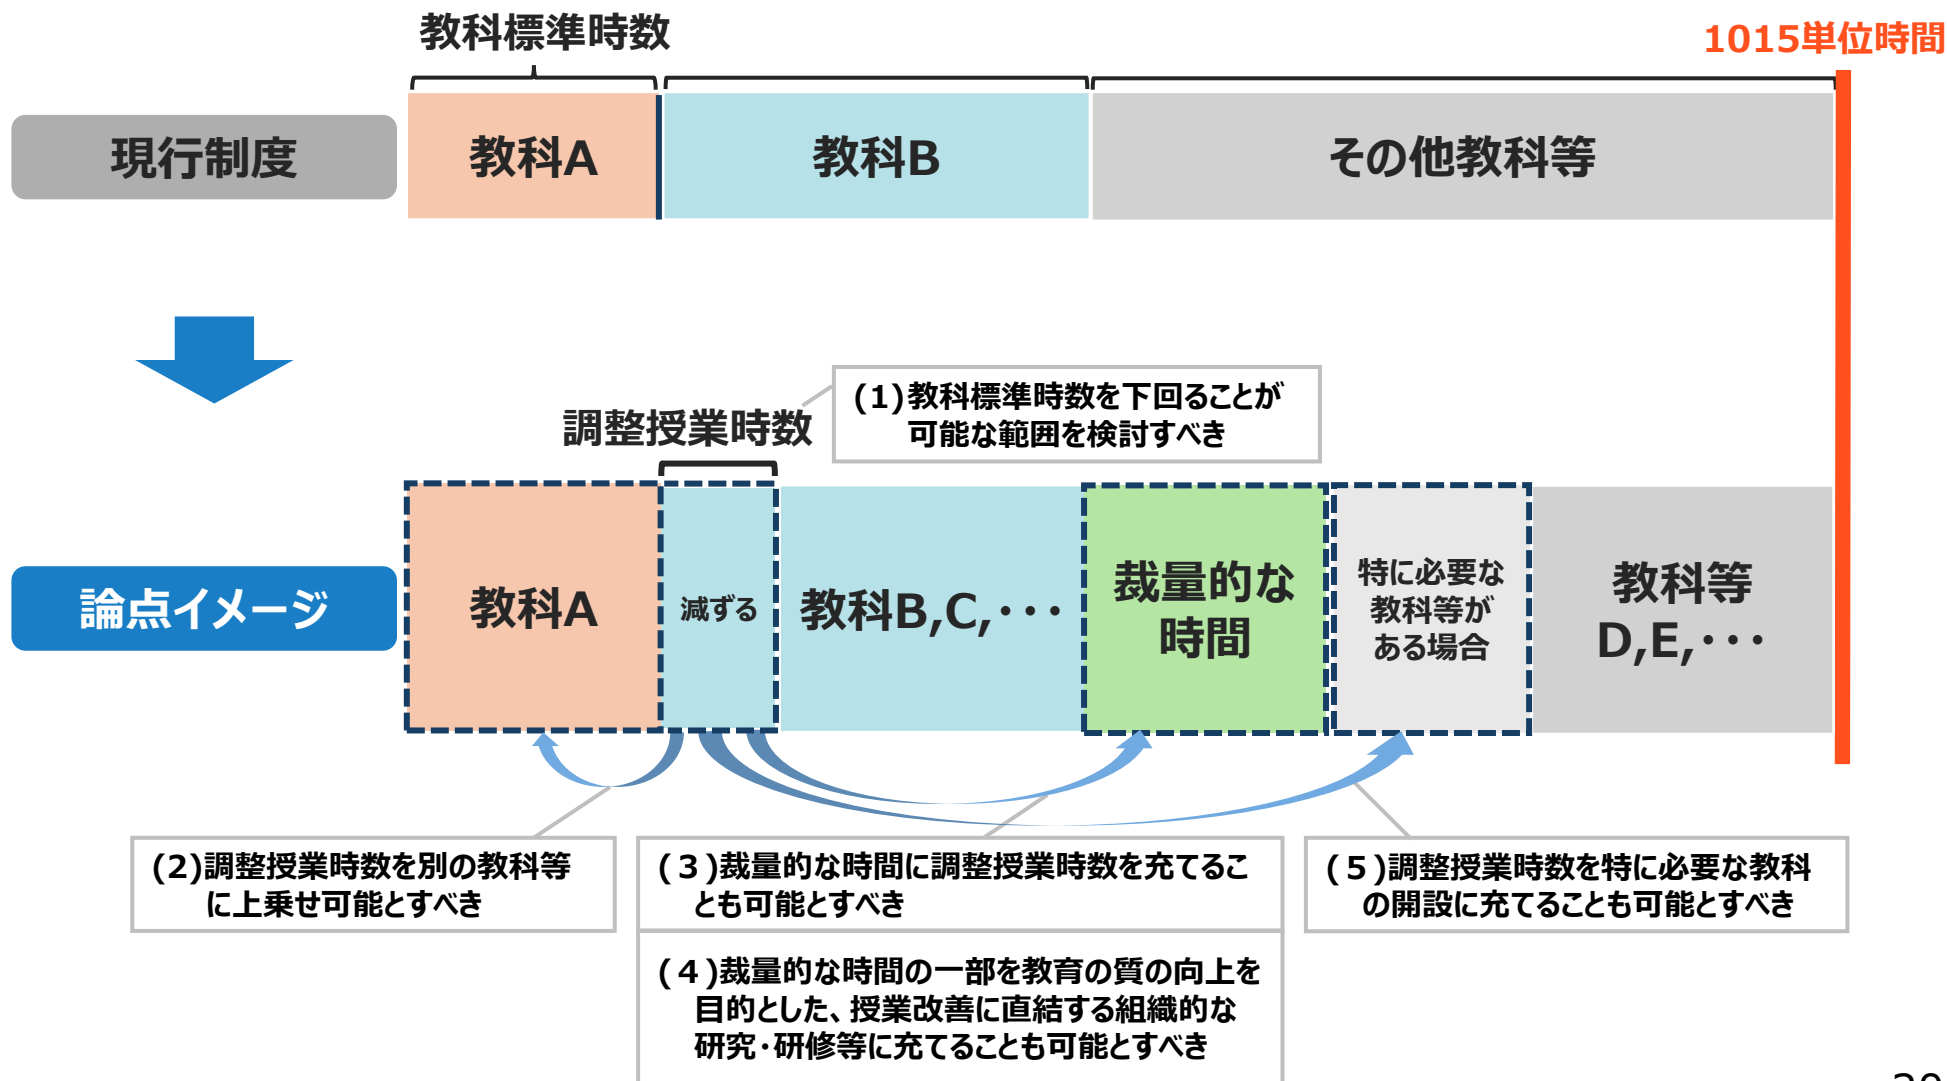 教科標準時数
1015単位時間
現行制度
教科A
教科B
その他教科等
(1)教科標準時数を下回ることが
可能な範囲を検討すべき
調整授業時数
論点イメージ
教科A
減ずる
教科B,C,・・・
裁量的な
時間
特に必要な
教科等が
ある場合
教科等
D,E,・・・
(2)調整授業時数を別の教科等
に上乗せ可能とすべき
(３)裁量的な時間に調整授業時数を充てるこ
とも可能とすべき
(４)裁量的な時間の一部を教育の質の向上を
目的とした、授業改善に直結する組織的な
研究・研修等に充てることも可能とすべき
(５)調整授業時数を特に必要な教科
の開設に充てることも可能とすべき